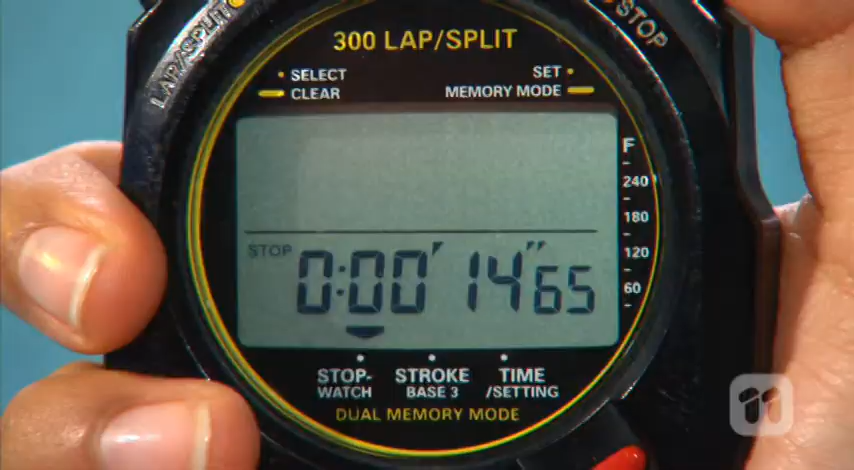 LAP/SPLIT
STOP
300 LAP/SPLIT
SELECT
CLEAR
SET
MEMORY MODE
F
240
180
120
60
STOP 0:00' 14" 65
STOP-
WATCH
STROKE
BASE 3
TIME
/SETTING
DUAL MEMORY MODE
11